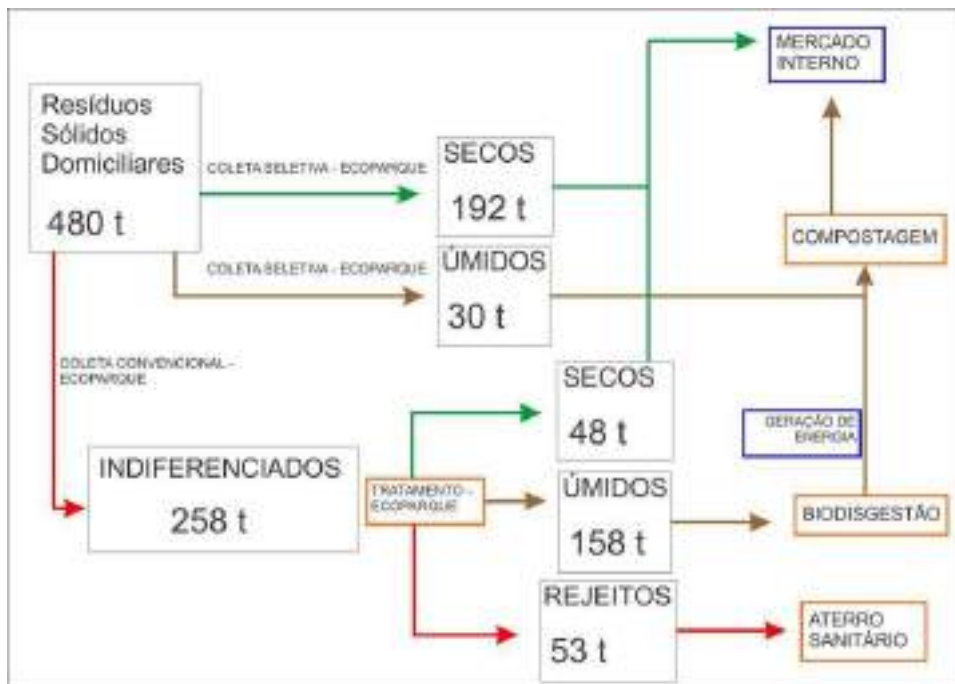 MERCADO
INTERNO
Resíduos
Sólidos
Domiciliares
480 t
COLETA SELETIVA - ECOPARQUE
SECOS
192 t
COMPOSTAGEM
COLETA SELETIVA - ECOPARQUE
ÚMIDOS
30 t
COLETA CONVENCIONAL -
ECOPARQUE
SECOS
48 t
GERAÇÃO DE
ENERGIA
INDIFERENCIADOS
258 t
TRATAMENTO -
ECOPARQUE
ÚMIDOS
158 t
BIODISGESTÃO
REJEITOS
53 t
ATERRO
SANITÁRIO